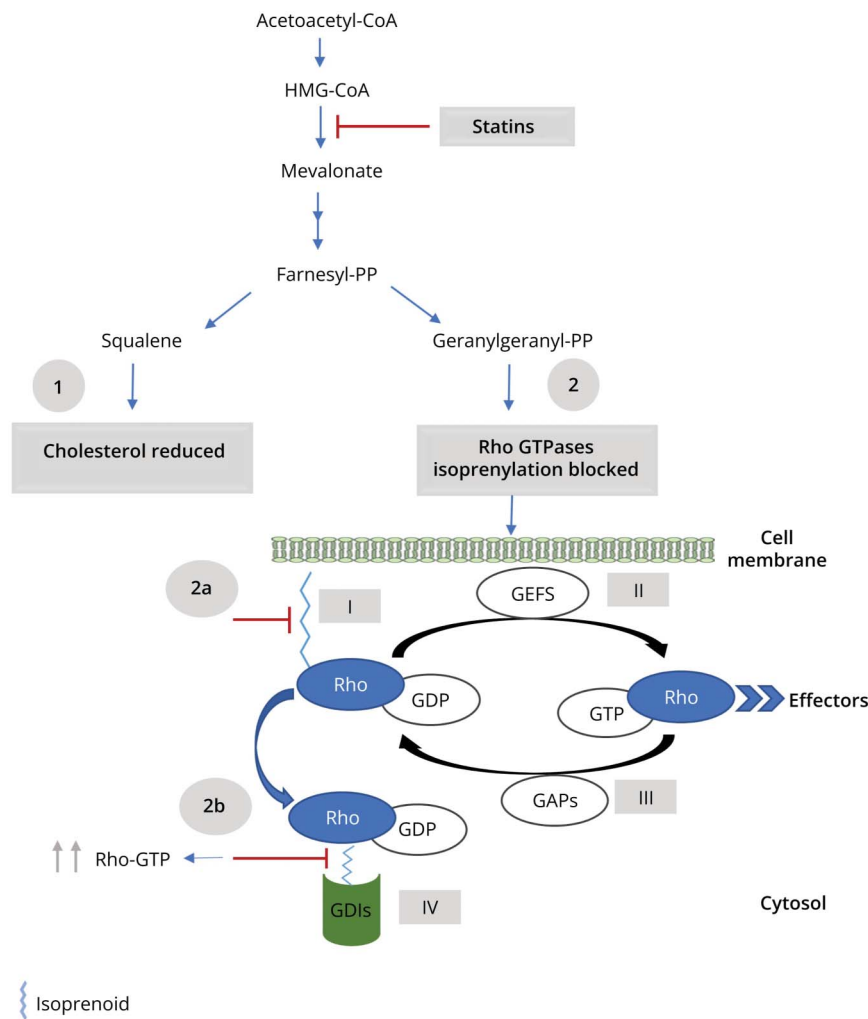 Acetoacetyl-CoA
HMG-CoA
Statins
Mevalonate
Farnesyl-PP
Squalene
Geranylgeranyl-PP
1
2
Cholesterol reduced
Rho GTPases
isoprenylation blocked
Cell
membrane
2a
I
GEFS
II
Rho
GDP
GTP
Rho
Effectors
2b
Rho
GDP
GAPs
III
Rho-GTP
GDIs
IV
Cytosol
Isoprenoid